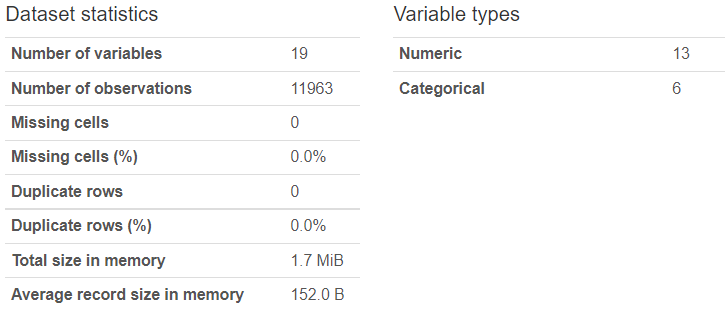 Dataset statistics
Number of variables 19
Number of observations 11963
Missing cells 0
Missing cells (%) 0.0%
Duplicate rows 0
Duplicate rows (%) 0.0%
Total size in memory 1.7 MiB
Average record size in memory 152.0 B
Variable types
Numeric 13
Categorical 6